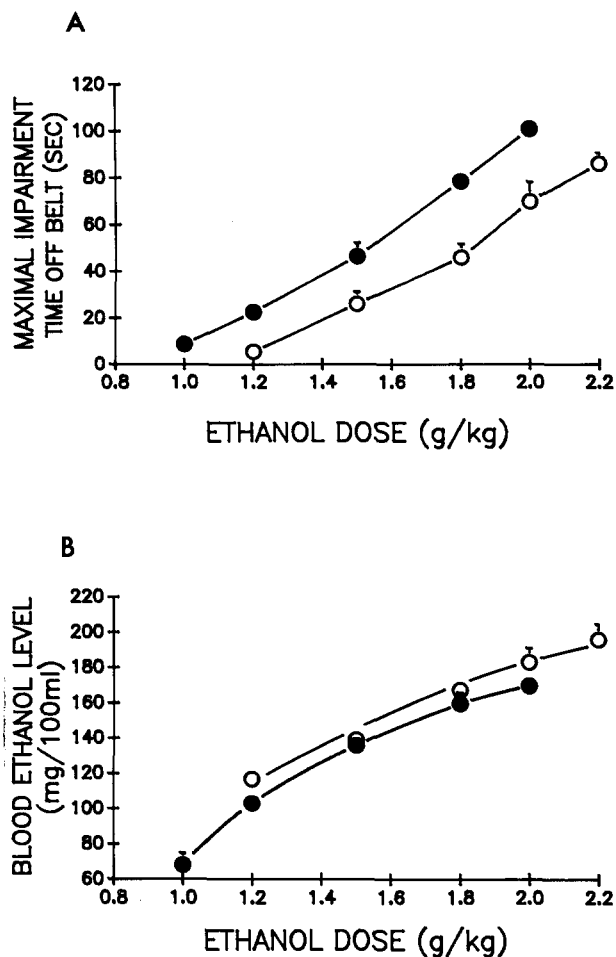 A
MAXIMAL IMPAIRMENT
TIME OFF BELT (SEC)
120
100
80
60
40
20
0
0.8 1.0 1.2 1.4 1.6 1.8 2.0 2.2
ETHANOL DOSE (g/kg)
B
BLOOD ETHANOL LEVEL
(mg/100ml)
220
200
180
160
140
120
100
80
60
0.8 1.0 1.2 1.4 1.6 1.8 2.0 2.2
ETHANOL DOSE (g/kg)